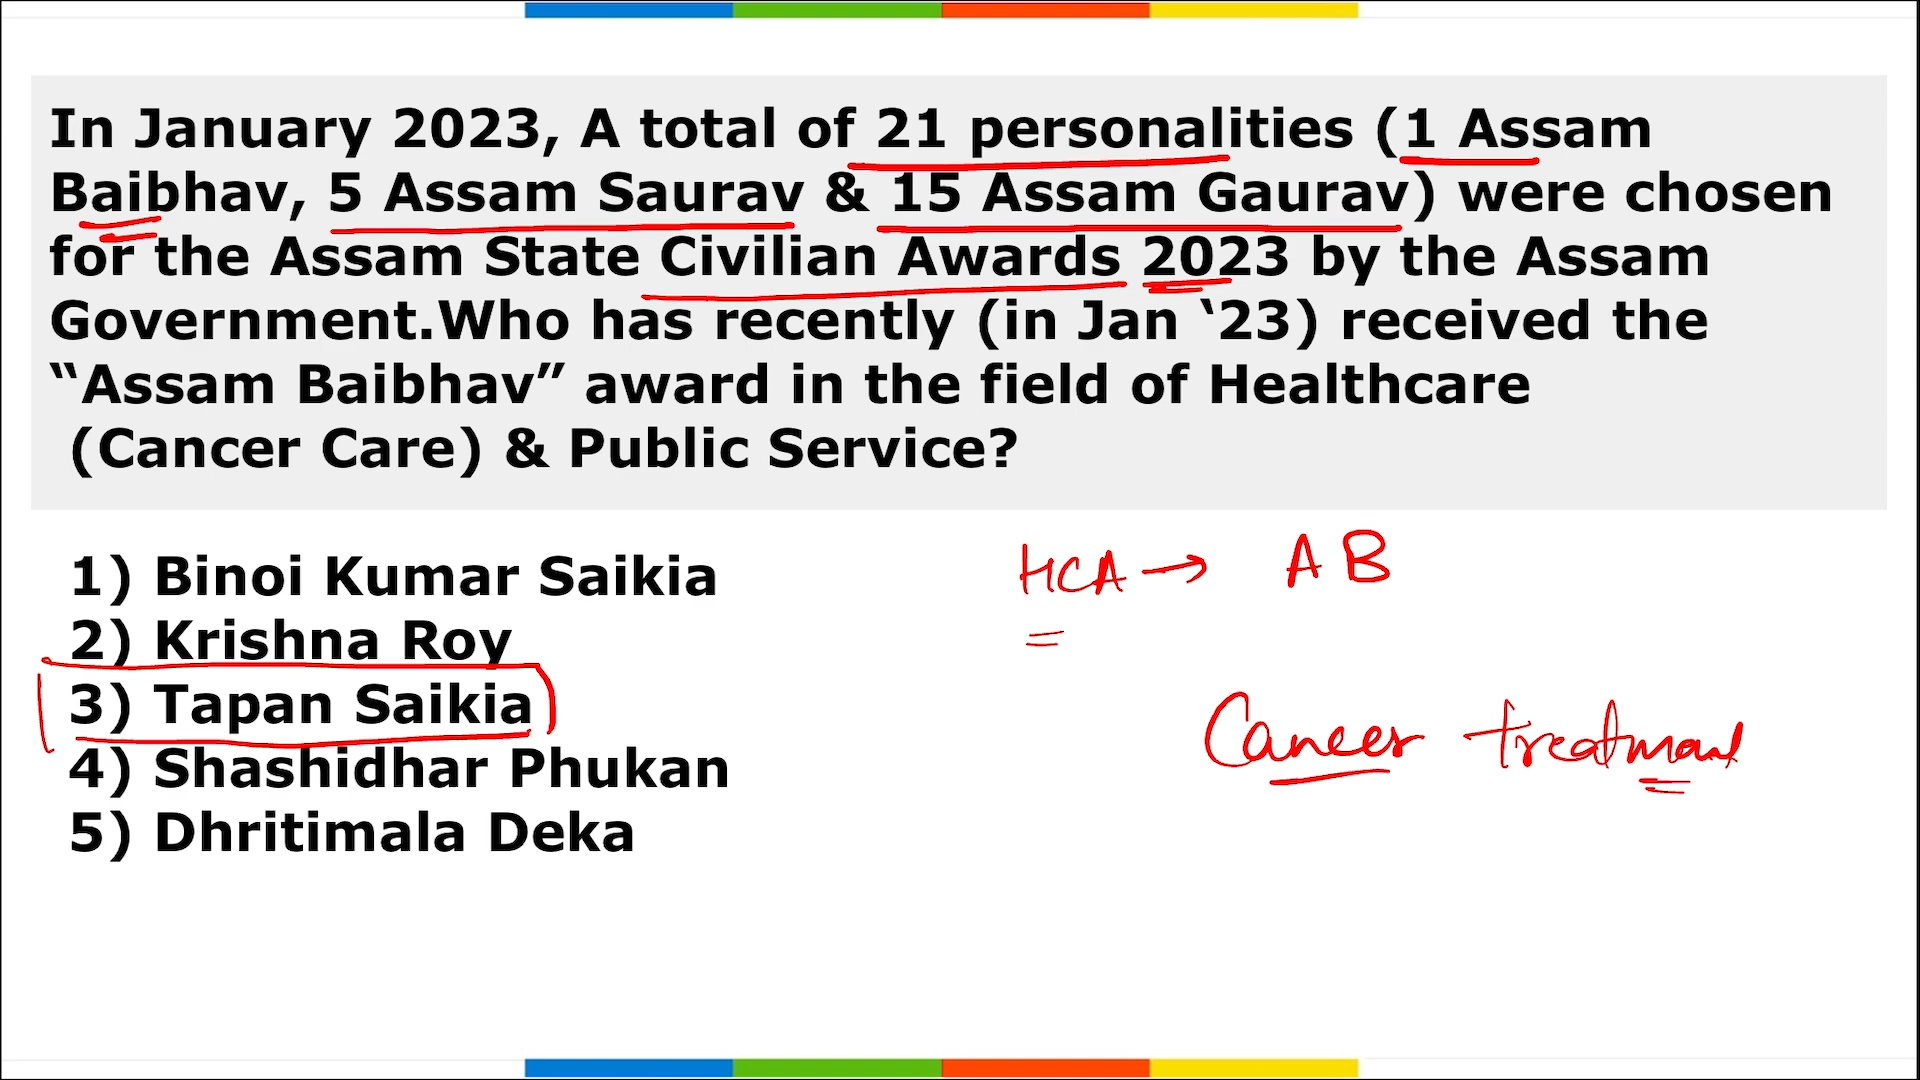 In January 2023, A total of 21 personalities (1 Assam
Baibhav, 5 Assam Saurav & 15 Assam Gaurav) were chosen
for the Assam State Civilian Awards 2023 by the Assam
Government.Who has recently (in Jan ‘23) received the
“Assam Baibhav” award in the field of Healthcare
(Cancer Care) & Public Service?
1) Binoi Kumar Saikia
2) Krishna Roy
3) Tapan Saikia
4) Shashidhar Phukan
5) Dhritimala Deka
HCA → A B
Cancer treatment